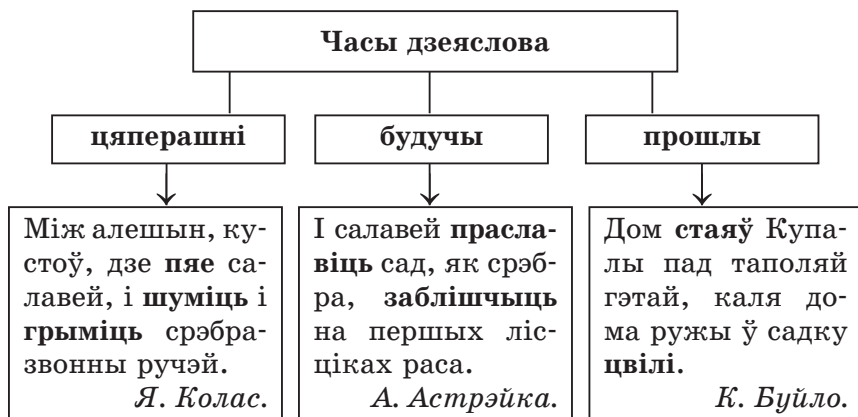 Часы дзеяслова
цяперашні
будучы
прошлы
Між алешын, ку-
стоў, дзе пяе са-
лавей, і шуміць і
грыміць срэбра-
звонны ручэй.
Я. Колас.
І салавей прасла-
віць сад, як срэб-
ра, заблішчыць
на першых ліс-
ціках раса.
А. Астрэйка.
Дом стаяў Купа-
лы пад таполяй
гэтай, каля до-
ма ружы ў садку
цвілі.
К. Буйло.